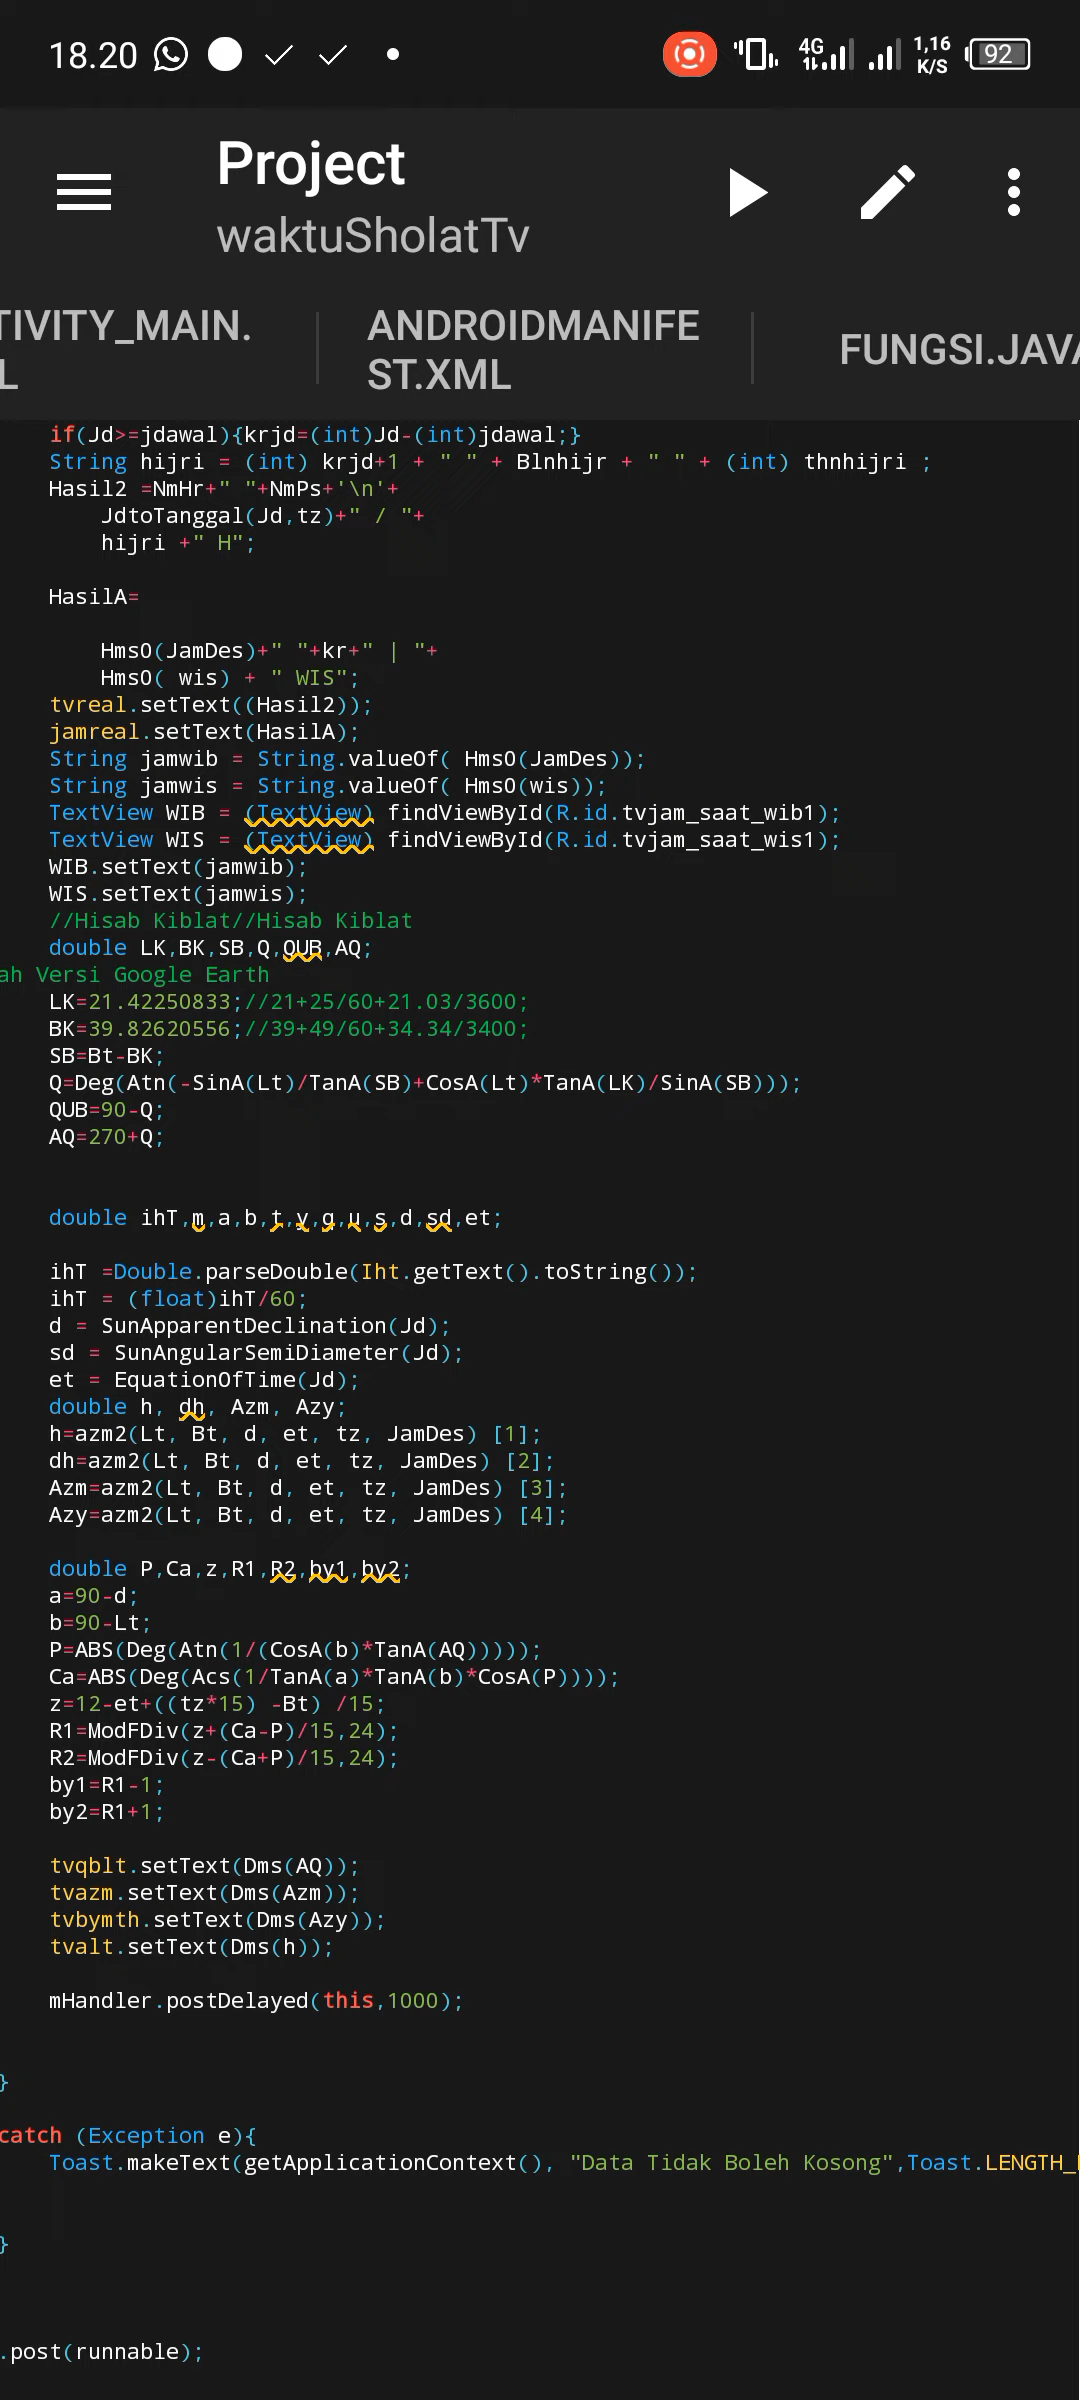 18.20
4G
1,16
K/S
92
Project
waktuSholatTv
TIVITY_MAIN.
L
ANDROIDMANIFE
ST.XML
FUNGSI.JAVA
if(Jd>=jdawal){krjd=(int)Jd-(int)jdawal;}
String hijri = (int) krjd+1 + " " + Blnhijr + " " + (int) thnhijri ;
Hasil2 =NmHr+" "+NmPs+'\n'+
JdtoTanggal(Jd,tz)+" / "+
hijri +" H";
HasilA=
HmsO(JamDes)+" "+kr+" | "+
HmsO( wis) + " WIS";
tvreal.setText((Hasil2));
jamreal.setText(HasilA);
String jamwib = String.valueOf( HmsO(JamDes));
String jamwis = String.valueOf( HmsO(wis));
TextView WIB = (TextView) findViewById(R.id.tvjam_saat_wib1);
TextView WIS = (TextView) findViewById(R.id.tvjam_saat_wis1);
WIB.setText(jamwib);
WIS.setText(jamwis);
//Hisab Kiblat//Hisab Kiblat
double LK,BK,SB,Q,QUB,AQ;
ah Versi Google Earth
LK=21.42250833;//21+25/60+21.03/3600;
BK=39.82620556;//39+49/60+34.34/3400;
SB=Bt-BK;
Q=Deg(Atn(-SinA(Lt)/TanA(SB)+CosA(Lt)*TanA(LK)/SinA(SB)));
QUB=90-Q;
AQ=270+Q;
double ihT,m,a,b,t,y,q,u,s,d,sd,et;
ihT =Double.parseDouble(Iht.getText().toString());
ihT = (float)ihT/60;
d = SunApparentDeclination(Jd);
sd = SunAngularSemiDiameter(Jd);
et = EquationOfTime(Jd);
double h, dh, Azm, Azy;
h=azm2(Lt, Bt, d, et, tz, JamDes) [1];
dh=azm2(Lt, Bt, d, et, tz, JamDes) [2];
Azm=azm2(Lt, Bt, d, et, tz, JamDes) [3];
Azy=azm2(Lt, Bt, d, et, tz, JamDes) [4];
double P,Ca,z,R1,R2,by1,by2;
a=90-d;
b=90-Lt;
P=ABS(Deg(Atn(1/(CosA(b)*TanA(AQ)))));
Ca=ABS(Deg(Acs(1/TanA(a)*TanA(b)*CosA(P))));
z=12-et+((tz*15) -Bt) /15;
R1=ModFDiv(z+(Ca-P)/15,24);
R2=ModFDiv(z-(Ca+P)/15,24);
by1=R1-1;
by2=R1+1;
tvqblt.setText(Dms(AQ));
tvazm.setText(Dms(Azm));
tvbymth.setText(Dms(Azy));
tvalt.setText(Dms(h));
mHandler.postDelayed(this,1000);
}
catch (Exception e){
Toast.makeText(getApplicationContext(), "Data Tidak Boleh Kosong",Toast.LENGTH_
}
.post(runnable);